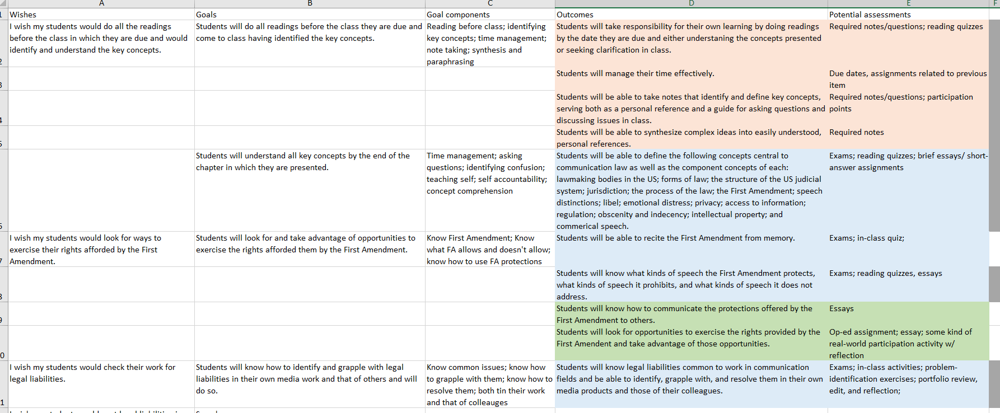 A B C D E F
1 Wishes Goals Goal components Outcomes Potential assessments
I wish my students would do all the readings
before the class in which they are due and would
identify and understand the key concepts.
2
Students will do all readings before the class they are due and
come to class having identified the key concepts.
Reading before class; identifying
key concepts; time management;
note taking; synthesis and
paraphrasing
Students will take responsibility for their own learning by doing readings
by the date they are due and either understaning the concepts presented
or seeking clarification in class.
Required notes/questions; reading quizzes
3
Students will manage their time effectively.
Due dates, assignments related to previous
item
4
Students will be able to take notes that identify and define key concepts,
serving both as a personal reference and a guide for asking questions and
discussing issues in class.
Required notes/questions; participation
points
5
Students will be able to synthesize complex ideas into easily understood,
personal references.
Required notes
6
Students will understand all key concepts by the end of the
chapter in which they are presented.
Time management; asking
questions; identifying confusion;
teaching self; self accountability;
concept comprehension
Students will be able to define the following concepts central to
communication law as well as the component concepts of each:
lawmaking bodies in the US; forms of law; the structure of the US judicial
system; jurisdiction; the process of the law; the First Amendment; speech
distinctions; libel; emotional distress; privacy; access to information;
regulation; obscenity and indecency; intellectual property; and
commerical speech.
Exams; reading quizzes; brief essays/ short-
answer assignments
7
I wish my students would look for ways to
exercise their rights afforded by the First
Amendment.
Students will look for and take advantage of opportunities to
exercise the rights afforded them by the First Amendment.
Know First Amendment; Know
what FA allows and doesn't allow;
know how to use FA protections
Students will be able to recite the First Amendment from memory.
Exams; in-class quiz;
8
Students will know what kinds of speech the First Amendment protects,
what kinds of speech it prohibits, and what kinds of speech it does not
address.
Exams; reading quizzes, essays
9
Students will know how to communicate the protections offered by the
First Amendment to others.
Essays
0
Students will look for opportunities to exercise the rights provided by the
First Amendent and take advantage of those opportunities.
Op-ed assignment; essay; some kind of
real-world participation activity w/
reflection
1
I wish my students would check their work for
legal liabilities.
Students will know how to identify and grapple with legal
liabilities in their own media work and that of others and will
do so.
Know common issues; know how
to grapple with them; know how to
resolve them; both tin their work
and that of colleauges
Students will know legal liabilities common to work in communication
fields and be able to identify, grapple with, and resolve them in their own
media products and those of their colleagues.
Exams; in-class activities; problem-
identification exercises; portfolio review,
edit, and reflection;